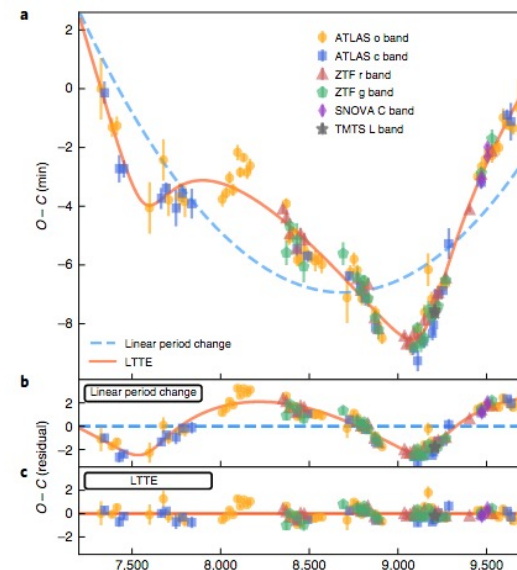 a
2
0
−2
−4
−6
−8
O – C (min)
ATLAS o band
ATLAS c band
ZTF r band
ZTF g band
SNOVA C band
TMTS L band
Linear period change
LTTE
b
Linear period change
2
0
−2
c
LTTE
2
0
−2
O – C (residual)
7.500
8.000
8.500
9.000
9.500